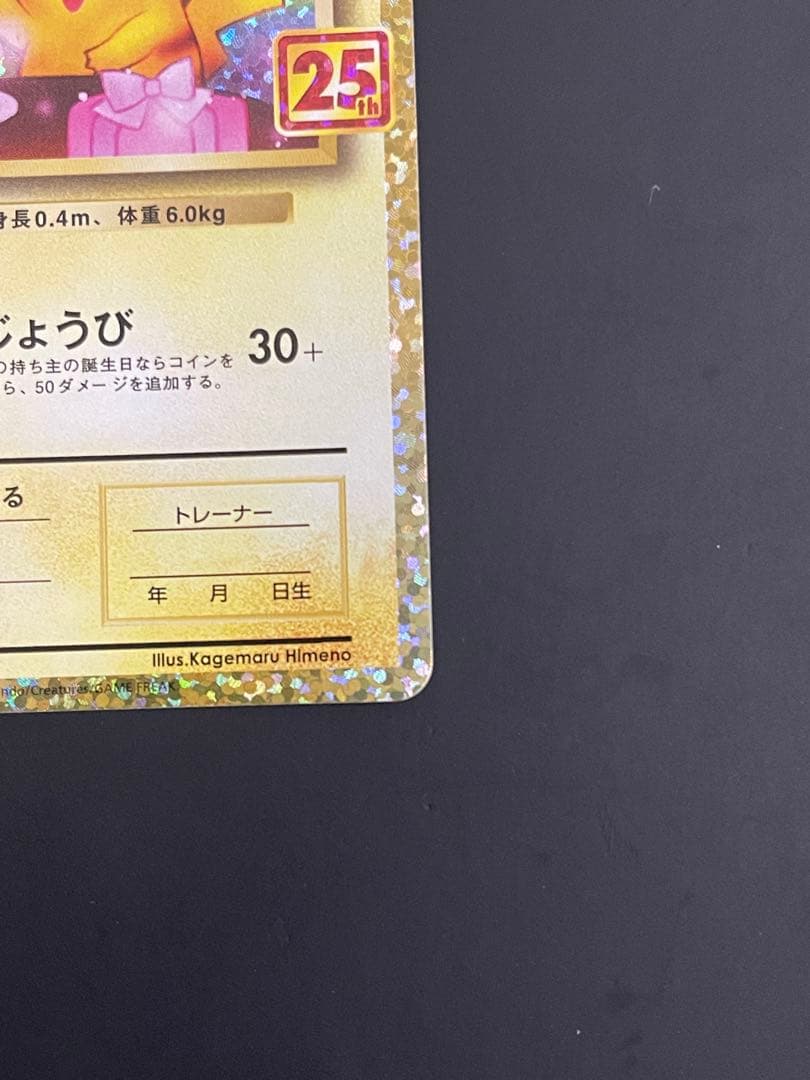 25th
身長0.4m、体重6.0kg
じょうび
30+
の持ち主の誕生日ならコインを
ら、50ダメージを追加する。
る
トレーナー
年 月 日生
Illus.Kagemaru Himeno
ndo/Creatures/GAME FREAK